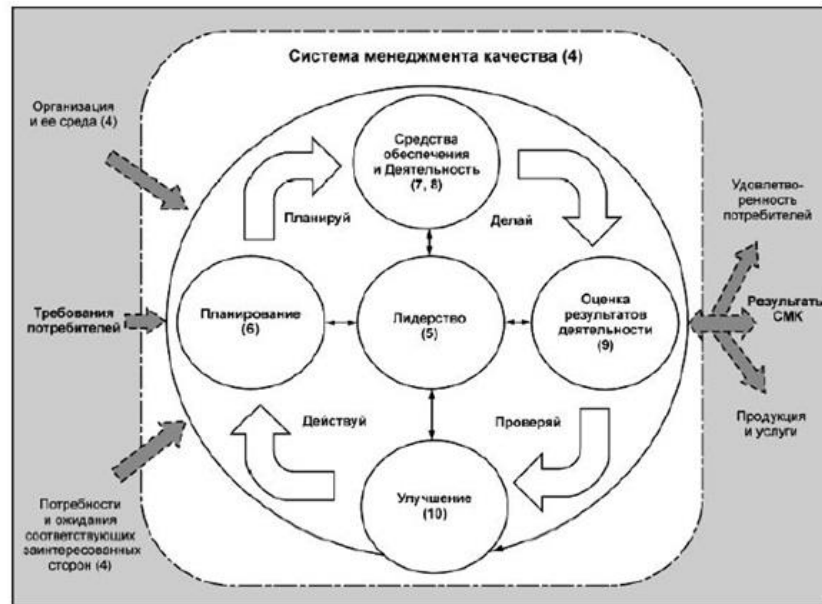 Система менеджмента качества (4)
Организация
и ее среда (4)
Средства
обеспечения
и Деятельность
(7, 8)
Удовлетво-
ренность
потребителей
Планируй
Делай
Требования
потребителей
Планирование
(6)
Лидерство
(5)
Оценка
результатов
деятельности
(9)
Результаты
СМК
Действуй
Проверяй
Продукция
и услуги
Улучшение
(10)
Потребности
и ожидания
соответствующих
заинтересованных
сторон (4)